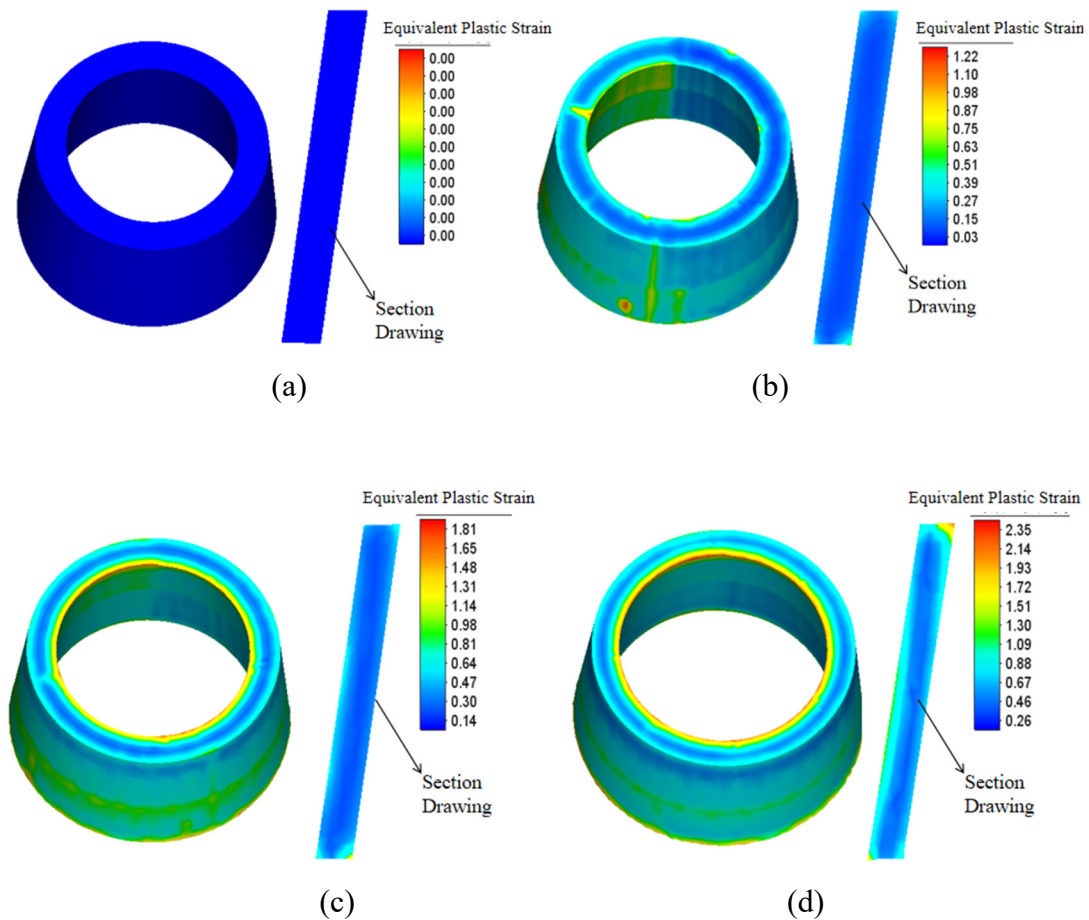 Equivalent Plastic Strain
0.00
0.00
0.00
0.00
0.00
0.00
0.00
0.00
0.00
0.00
0.00
Section
Drawing
(a)
Equivalent Plastic Strain
1.22
1.10
0.98
0.87
0.75
0.63
0.51
0.39
0.27
0.15
0.03
Section
Drawing
(b)
Equivalent Plastic Strain
1.81
1.65
1.48
1.31
1.14
0.98
0.81
0.64
0.47
0.31
0.14
Section
Drawing
(c)
Equivalent Plastic Strain
2.35
2.14
1.93
1.72
1.51
1.30
1.09
0.88
0.67
0.46
0.26
Section
Drawing
(d)